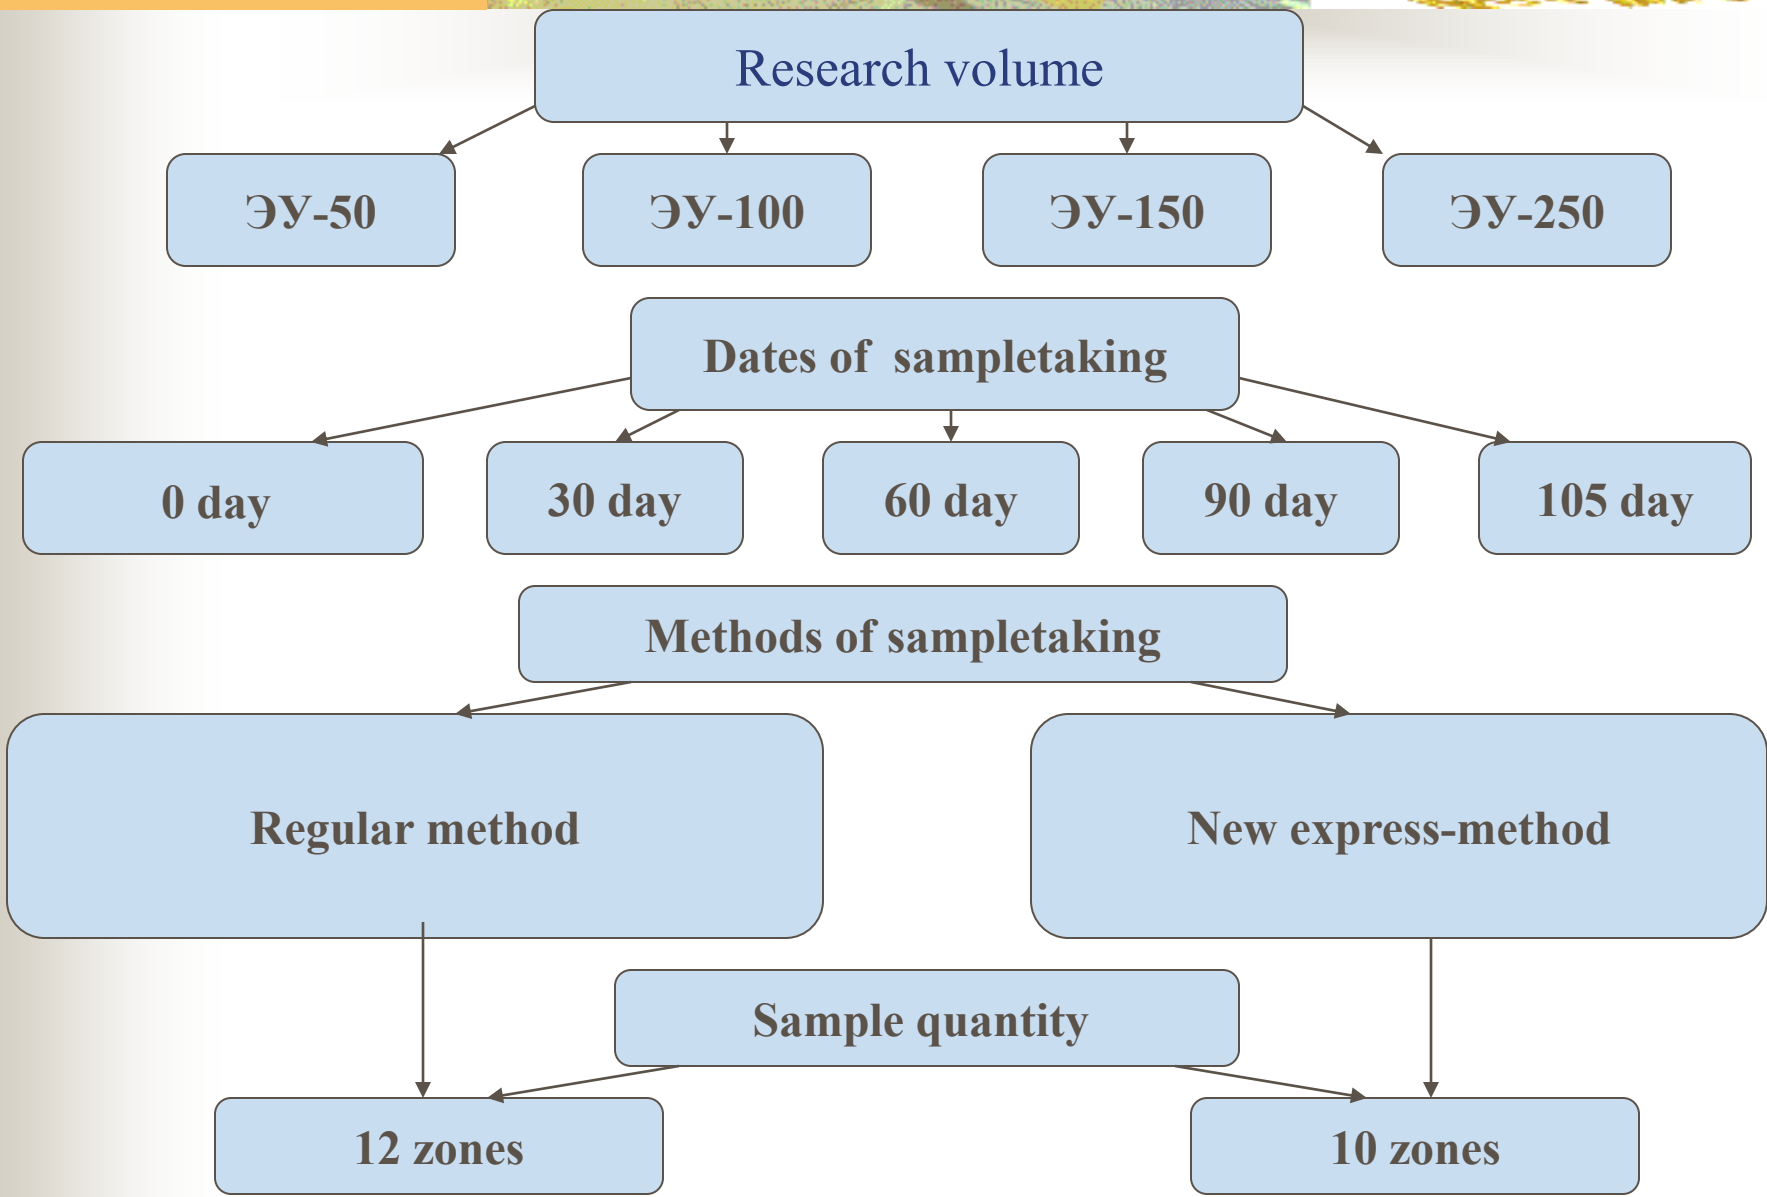 Research volume
ЭУ-50
ЭУ-100
ЭУ-150
ЭУ-250
Dates of  sampletaking
0 day
30 day
60 day
90 day
105 day
Methods of sampletaking
Regular method
New express-method
Sample quantity
12 zones
10 zones